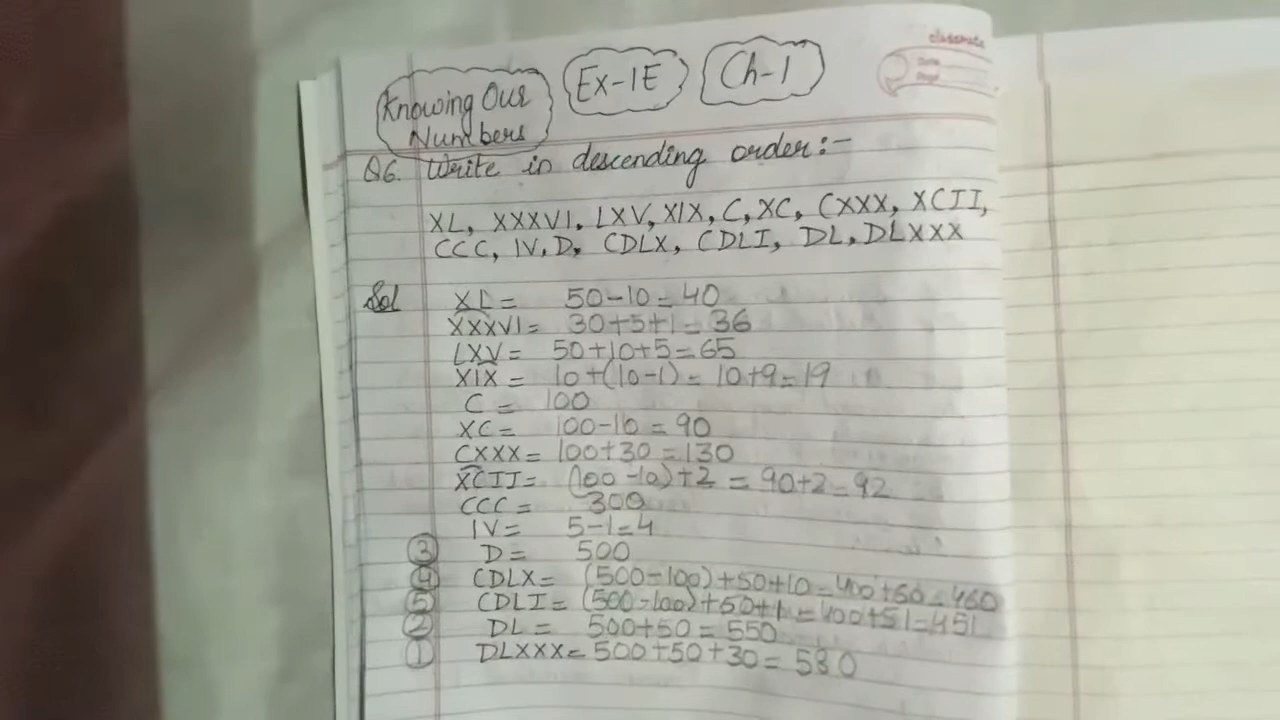 classmate
Date
Page
Knowing Our Numbers
Ex-1E
Ch-1
Q6. Write in descending order:-
XL, XXXVI, LXV, XIX, C, XC, CXXX, XCII,
CCC, IV, D, CDLX, CDLI, DL, DLXXX
Sol XL = 50-10=40
XXXVI = 30+5+1=36
LXV = 50+10+5=65
XIX = 10+(10-1)=10+9=19
C = 100
XC = 100-10=90
CXXX = 100+30=130
XCII = (100-10)+2=90+2=92
CCC = 300
IV = 5-1=4
③ D = 500
④ CDLX = (500-100)+50+10=400+60=460
⑤ CDLI = (500-100)+50+1=400+51=451
② DL = 500+50=550
① DLXXX = 500+50+30=580